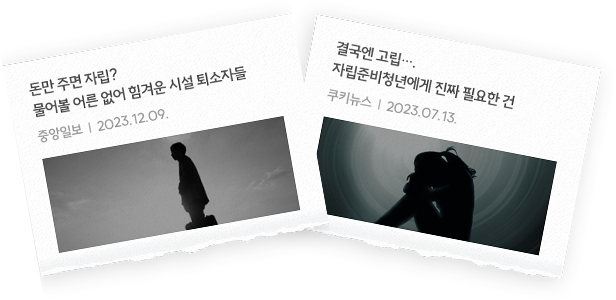 돈만 주면 자립?
물어볼 어른 없어 힘겨운 시설 퇴소자들
중앙일보 | 2023.12.09.
결국엔 고립….
자립준비청년에게 진짜 필요한 건
쿠키뉴스 | 2023.07.13.